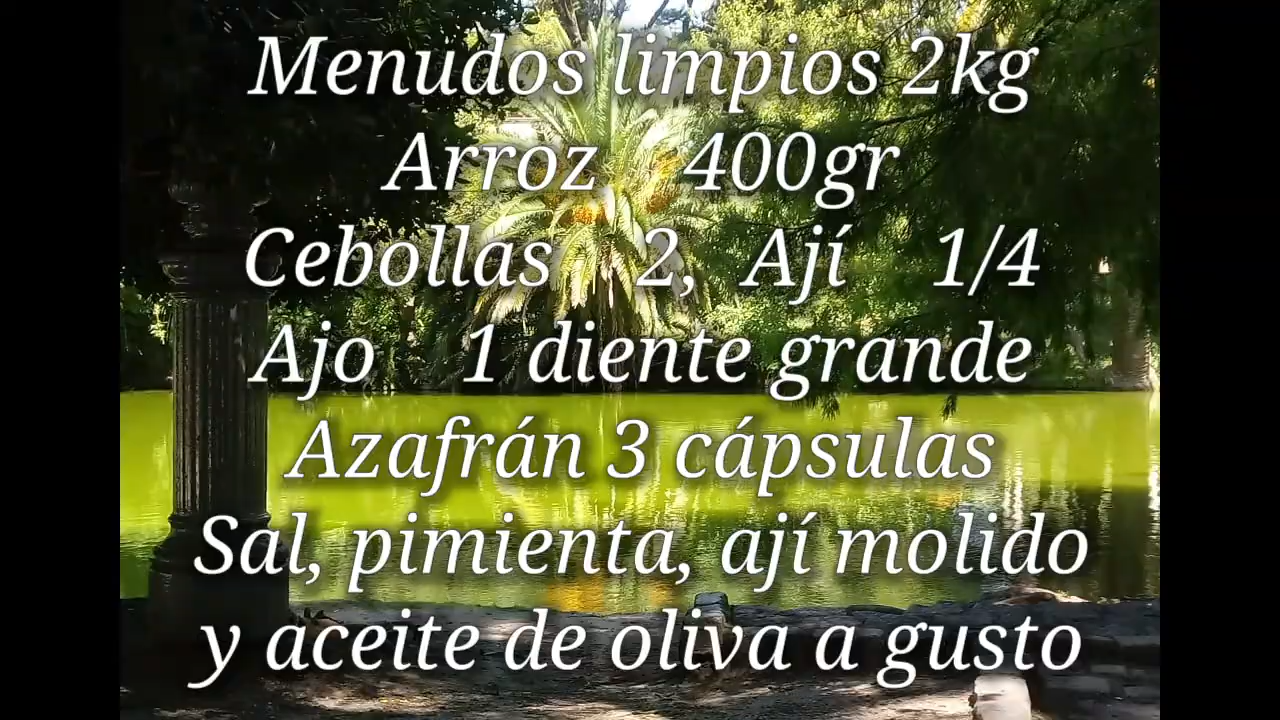 Menudos limpios 2kg
Arroz 400gr
Cebollas 2, Ají 1/4
Ajo 1 diente grande
Azafrán 3 cápsulas
Sal, pimienta, ají molido
y aceite de oliva a gusto